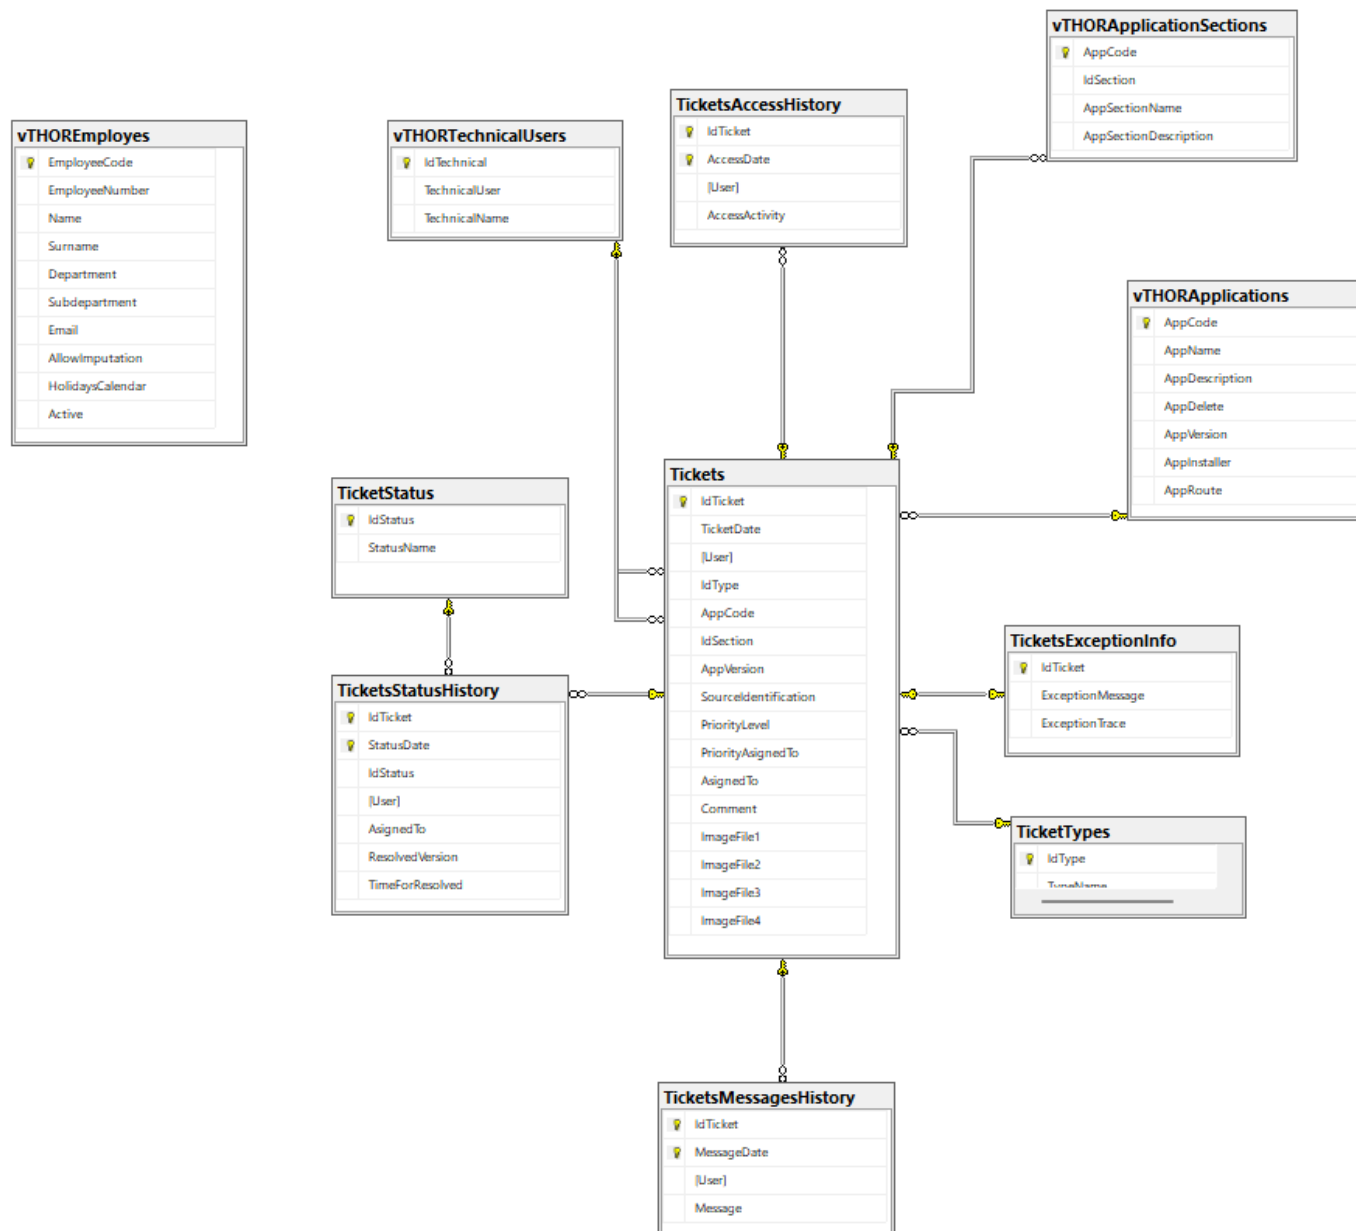 vTHORApplicationSections
AppCode
IdSection
AppSectionName
AppSectionDescription
TicketsAccessHistory
IdTicket
AccessDate
[User]
AccessActivity
vTHOREmployes
EmployeeCode
EmployeeNumber
Name
Surname
Department
Subdepartment
Email
AllowImputation
HolidaysCalendar
Active
vTHORTechnicalUsers
IdTechnical
TechnicalUser
TechnicalName
vTHORApplications
AppCode
AppName
AppDescription
AppDelete
AppVersion
AppInstaller
AppRoute
Tickets
IdTicket
TicketDate
[User]
IdType
AppCode
IdSection
AppVersion
SourceIdentification
PriorityLevel
PriorityAsignedTo
AsignedTo
Comment
ImageFile1
ImageFile2
ImageFile3
ImageFile4
TicketStatus
IdStatus
StatusName
TicketsStatusHistory
IdTicket
StatusDate
IdStatus
[User]
AsignedTo
ResolvedVersion
TimeForResolved
TicketsExceptionInfo
IdTicket
ExceptionMessage
ExceptionTrace
TicketTypes
IdType
TypeName
TicketsMessagesHistory
IdTicket
MessageDate
[User]
Message